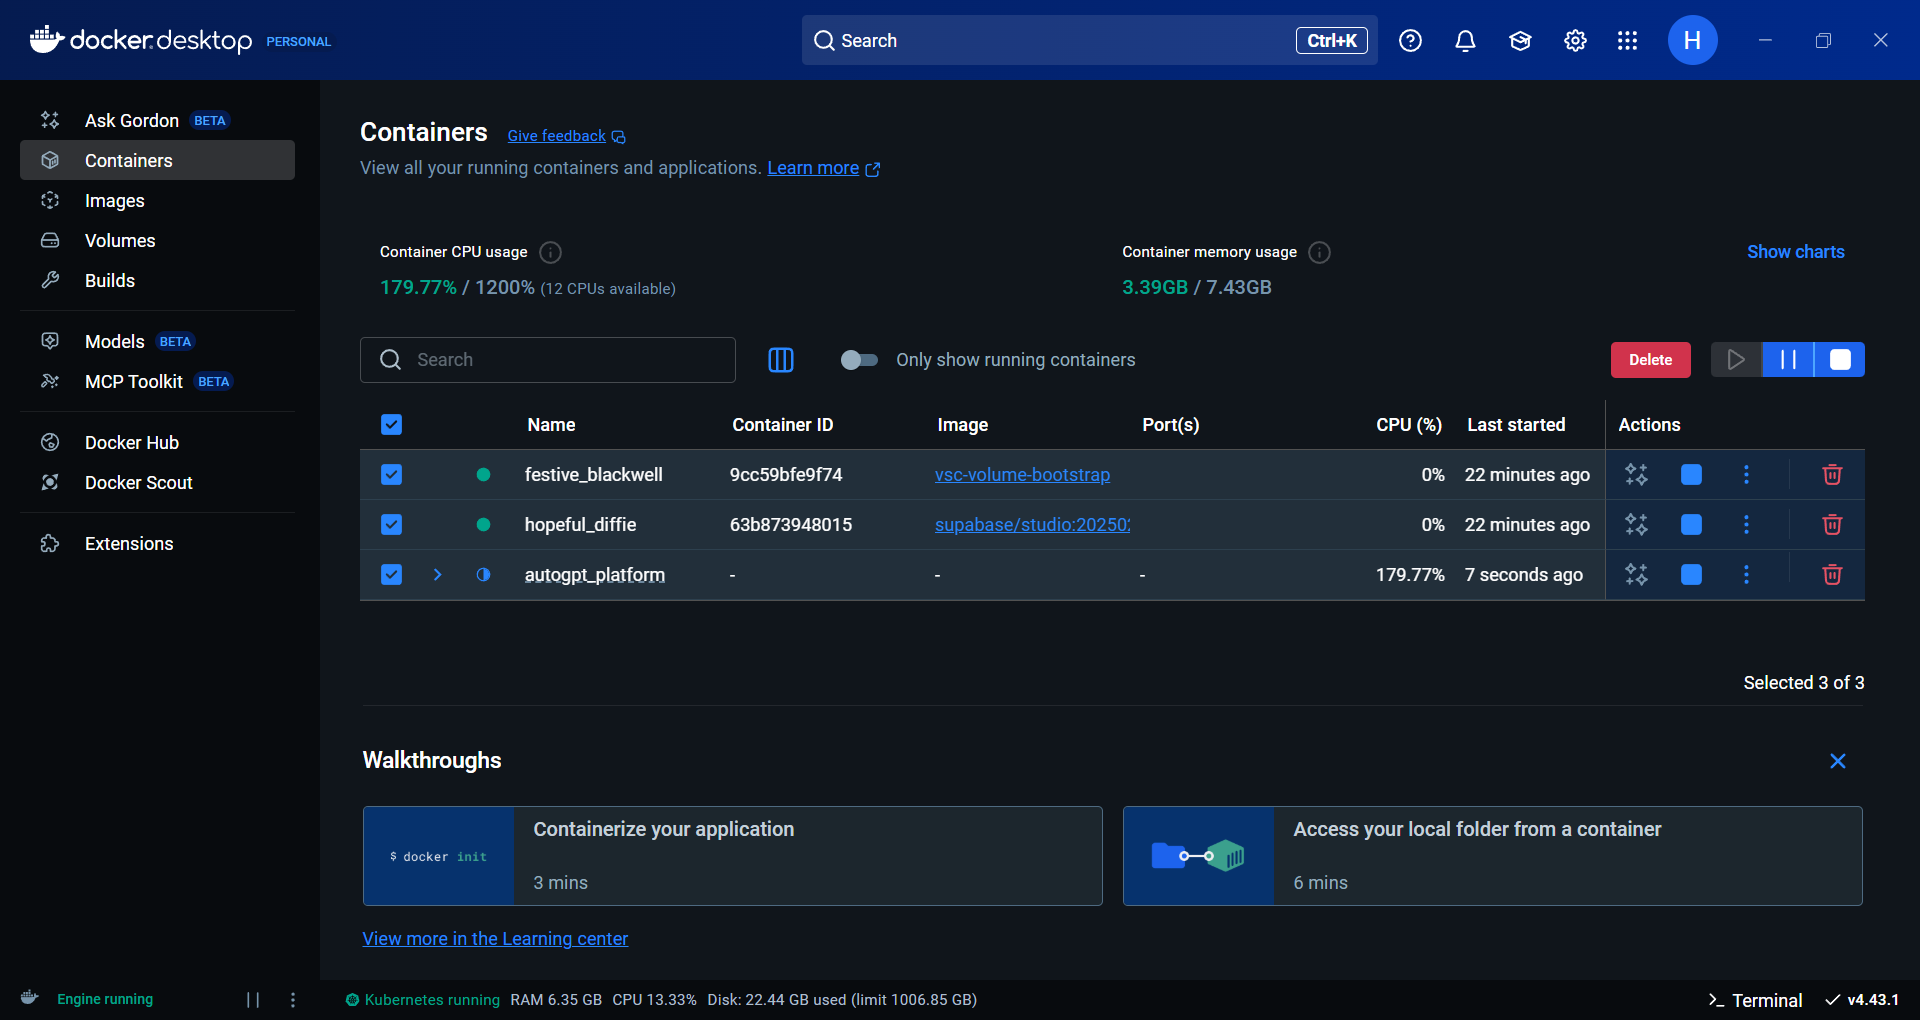 docker.desktop PERSONAL
Search
Ctrl+K
H
Ask Gordon BETA
Containers
Images
Volumes
Builds
Models BETA
MCP Toolkit BETA
Docker Hub
Docker Scout
Extensions
Containers Give feedback
View all your running containers and applications. Learn more
Container CPU usage
179.77% / 1200% (12 CPUs available)
Container memory usage
3.39GB / 7.43GB
Show charts
Search
Only show running containers
Delete
Name Container ID Image Port(s) CPU (%) Last started Actions
festive_blackwell 9cc59bfe9f74 vsc-volume-bootstrap 0% 22 minutes ago
hopeful_diffie 63b873948015 supabase/studio:20250 0% 22 minutes ago
autogpt_platform - - - 179.77% 7 seconds ago
Selected 3 of 3
Walkthroughs
$ docker init
Containerize your application
3 mins
Access your local folder from a container
6 mins
View more in the Learning center
Engine running
Kubernetes running RAM 6.35 GB CPU 13.33% Disk: 22.44 GB used (limit 1006.85 GB)
>_ Terminal
v4.43.1